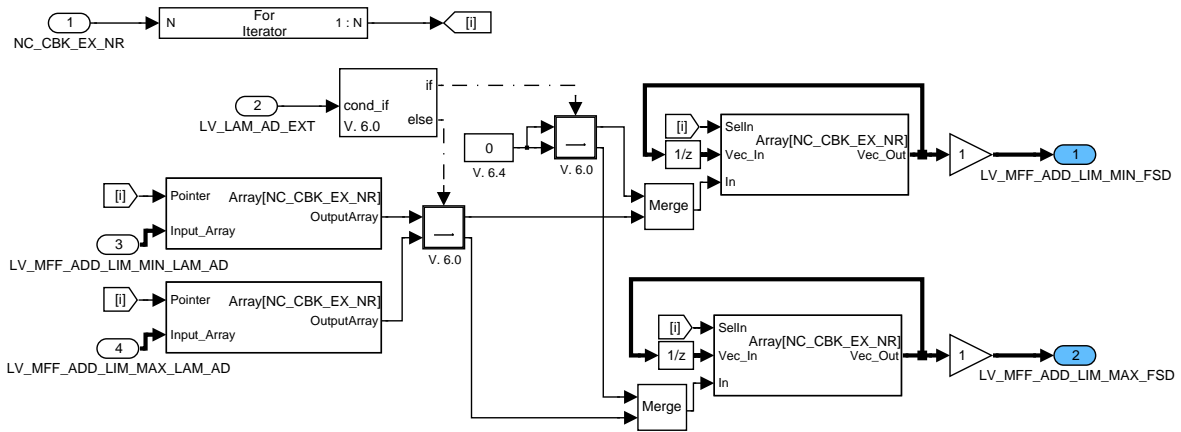 1
NC_CBK_EX_NR
N
For
Iterator
1 : N
[i]
2
LV_LAM_AD_EXT
cond_if
V. 6.0
if
else
0
V. 6.4
V. 6.0
[i]
1/z
SelIn
Array[NC_CBK_EX_NR]
Vec_In
Vec_Out
In
1
1
LV_MFF_ADD_LIM_MIN_FSD
Merge
[i]
Pointer
Array[NC_CBK_EX_NR]
OutputArray
Input_Array
3
LV_MFF_ADD_LIM_MIN_LAM_AD
V. 6.0
[i]
Pointer
Array[NC_CBK_EX_NR]
OutputArray
Input_Array
4
LV_MFF_ADD_LIM_MAX_LAM_AD
[i]
1/z
SelIn
Array[NC_CBK_EX_NR]
Vec_In
Vec_Out
In
1
2
LV_MFF_ADD_LIM_MAX_FSD
Merge